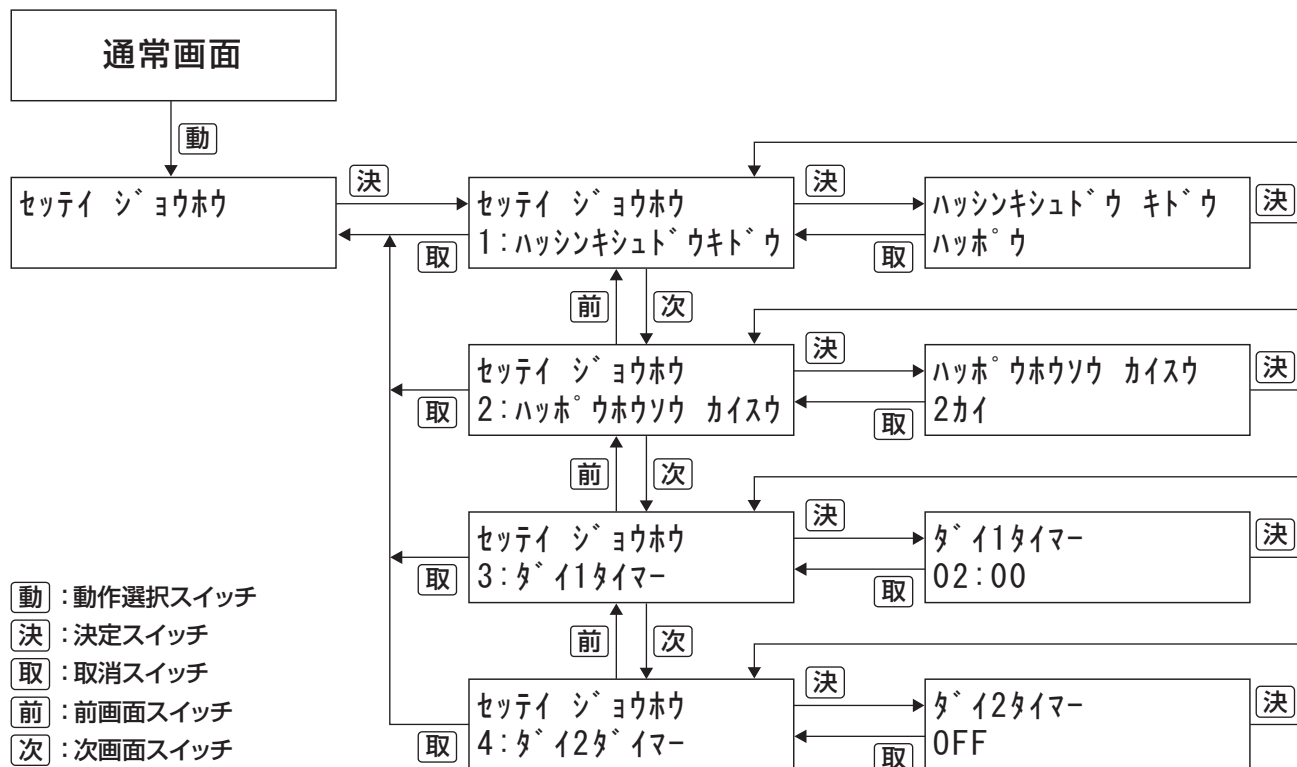 通常画面
動
セッテイ ジョウホウ
決
取
セッテイ ジョウホウ
1:ハッシンキシュドウキドウ
決
取
ハッシンキシュドウ キドウ
ハッポウ
決
前
次
取
セッテイ ジョウホウ
2:ハッポウホウソウ カイスウ
決
取
ハッポウホウソウ カイスウ
2カイ
決
前
次
取
セッテイ ジョウホウ
3:ダイ1タイマー
決
取
ダイ1タイマー
02:00
決
前
次
取
セッテイ ジョウホウ
4:ダイ2ダイマー
決
取
ダイ2タイマー
OFF
決
動:動作選択スイッチ
決:決定スイッチ
取:取消スイッチ
前:前画面スイッチ
次:次画面スイッチ